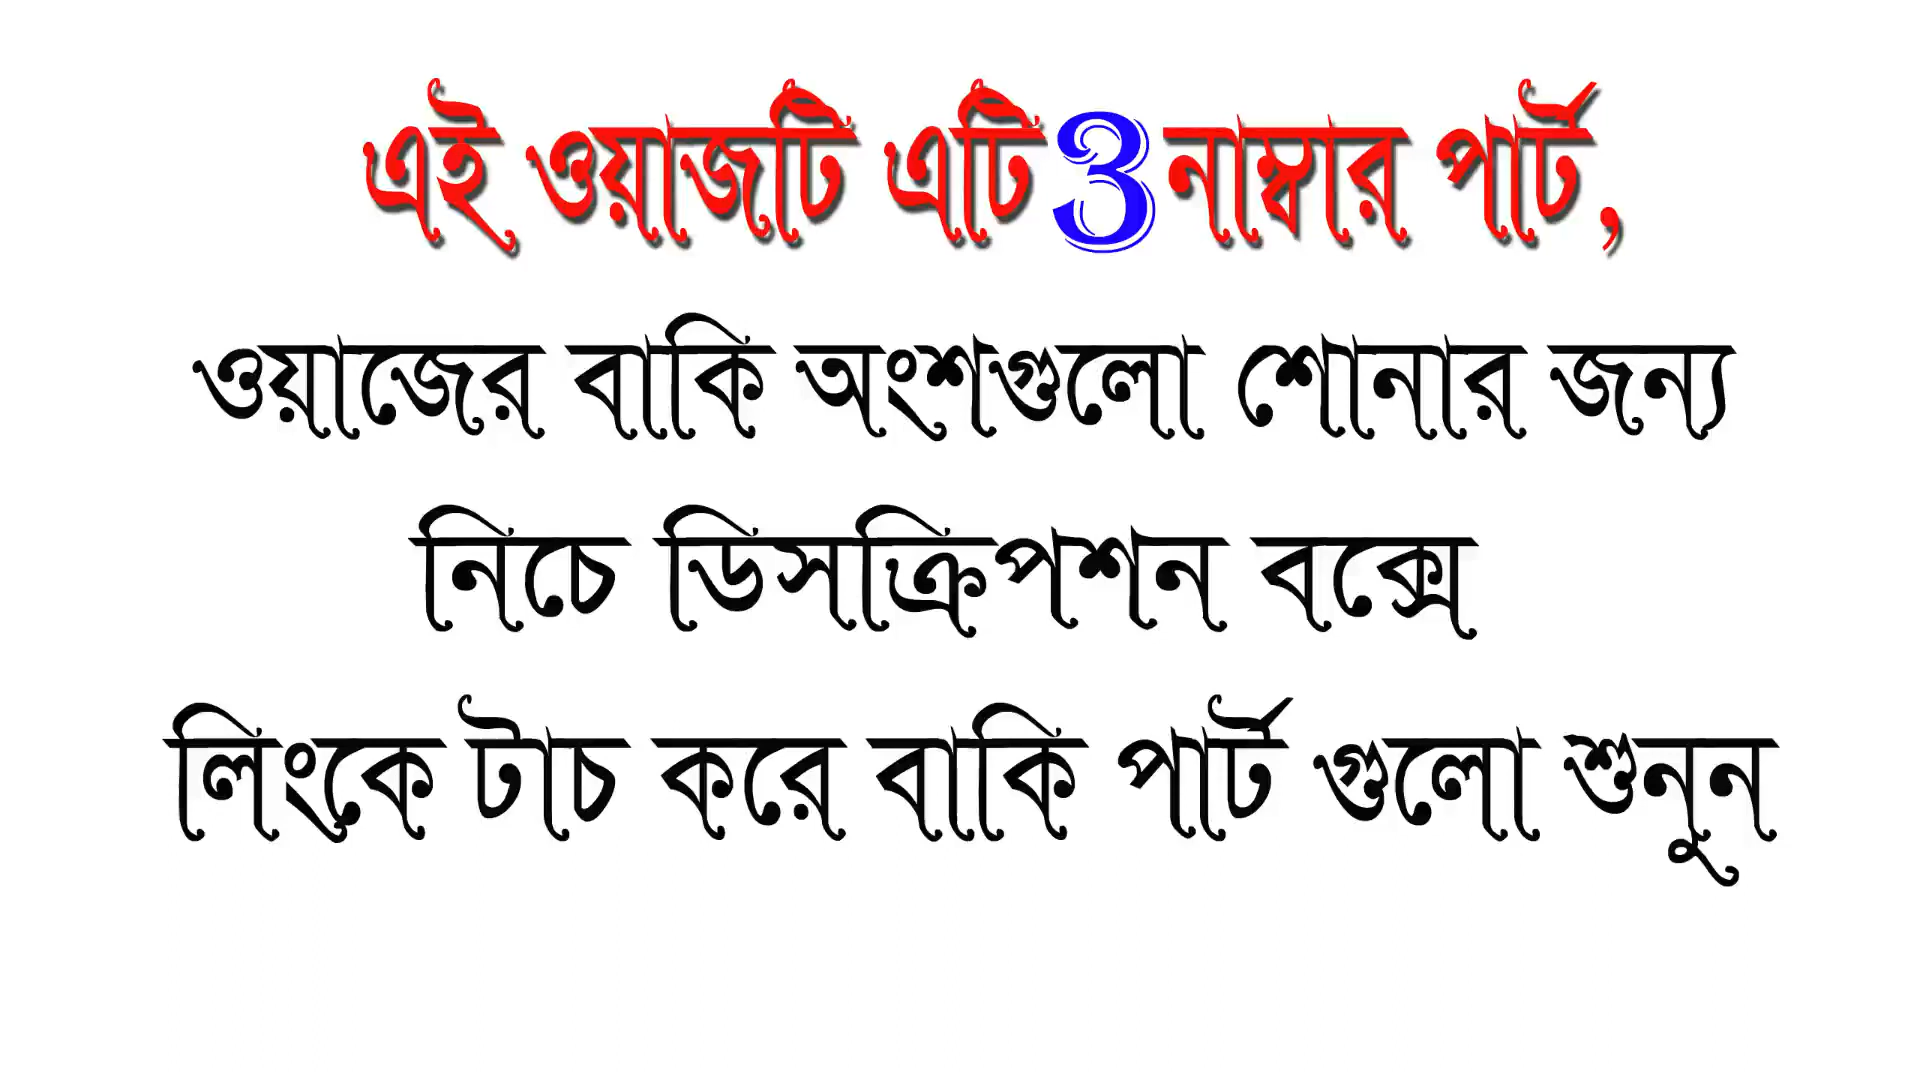 এই ওয়াজটি এটি 3 নাম্বার পার্ট,
ওয়াজের বাকি অংশগুলো শোনার জন্য
নিচে ডিসক্রিপশন বক্সে
লিংকে টাচ করে বাকি পার্ট গুলো শুনুন